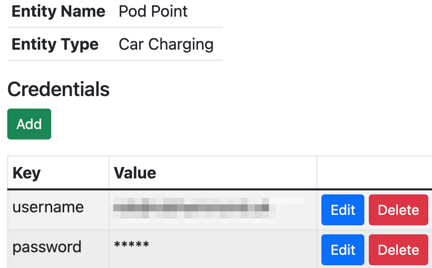 Entity Name Pod Point
Entity Type Car Charging
Credentials
Add
Key Value
username Edit Delete
password ***** Edit Delete